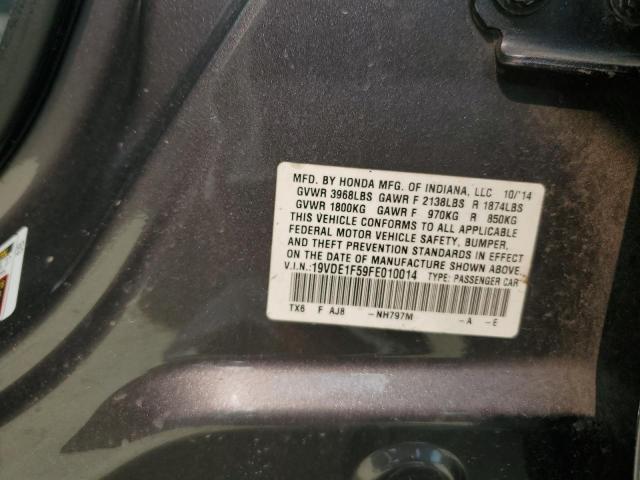 MFD. BY HONDA MFG. OF INDIANA, LLC 10/'14
GVWR 3968LBS GAWR F 2138LBS R 1874LBS
GVWR 1800KG GAWR F 970KG R 850KG
THIS VEHICLE CONFORMS TO ALL APPLICABLE
FEDERAL MOTOR VEHICLE SAFETY, BUMPER,
AND THEFT PREVENTION STANDARDS IN EFFECT
ON THE DATE OF MANUFACTURE SHOWN ABOVE.
V.I.N.:19VDE1F59FE010014 TYPE: PASSENGER CAR
TX6 F AJ8 -NH797M -A -E